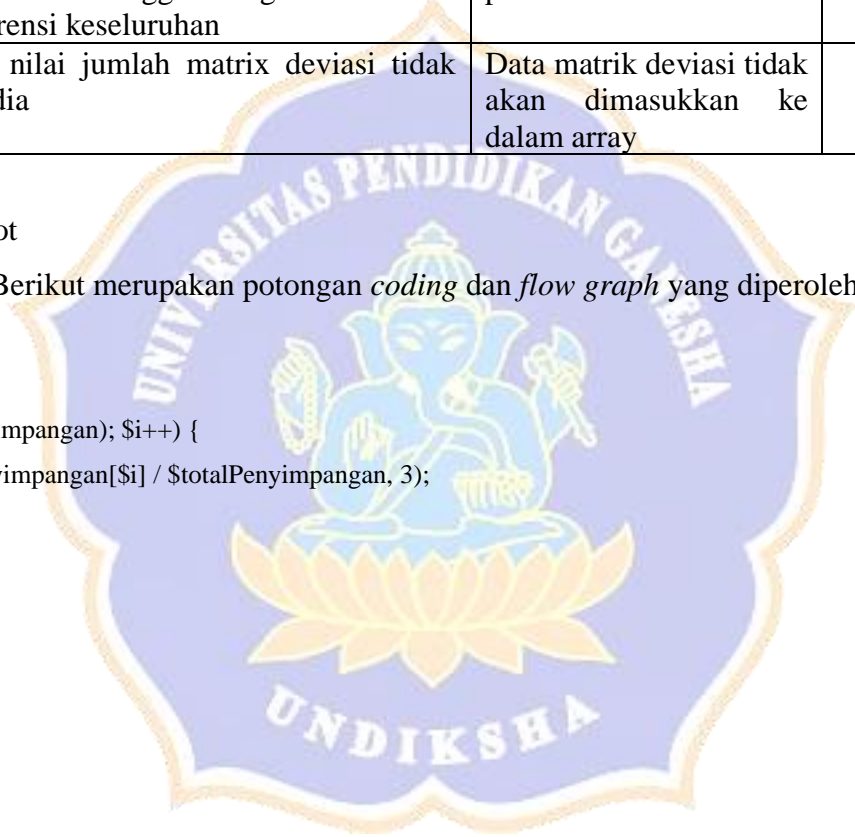 rensi keseluruhan
nilai jumlah matrix deviasi tidak
dia
Data matrik deviasi tidak
akan dimasukkan ke
dalam array
ot
Berikut merupakan potongan coding dan flow graph yang diperoleh
mpangan); $i++) {
yimpangan[$i] / $totalPenyimpangan, 3);
UNIVERSITAS PENDIDIKAN GANESHA
UNDIKSHA